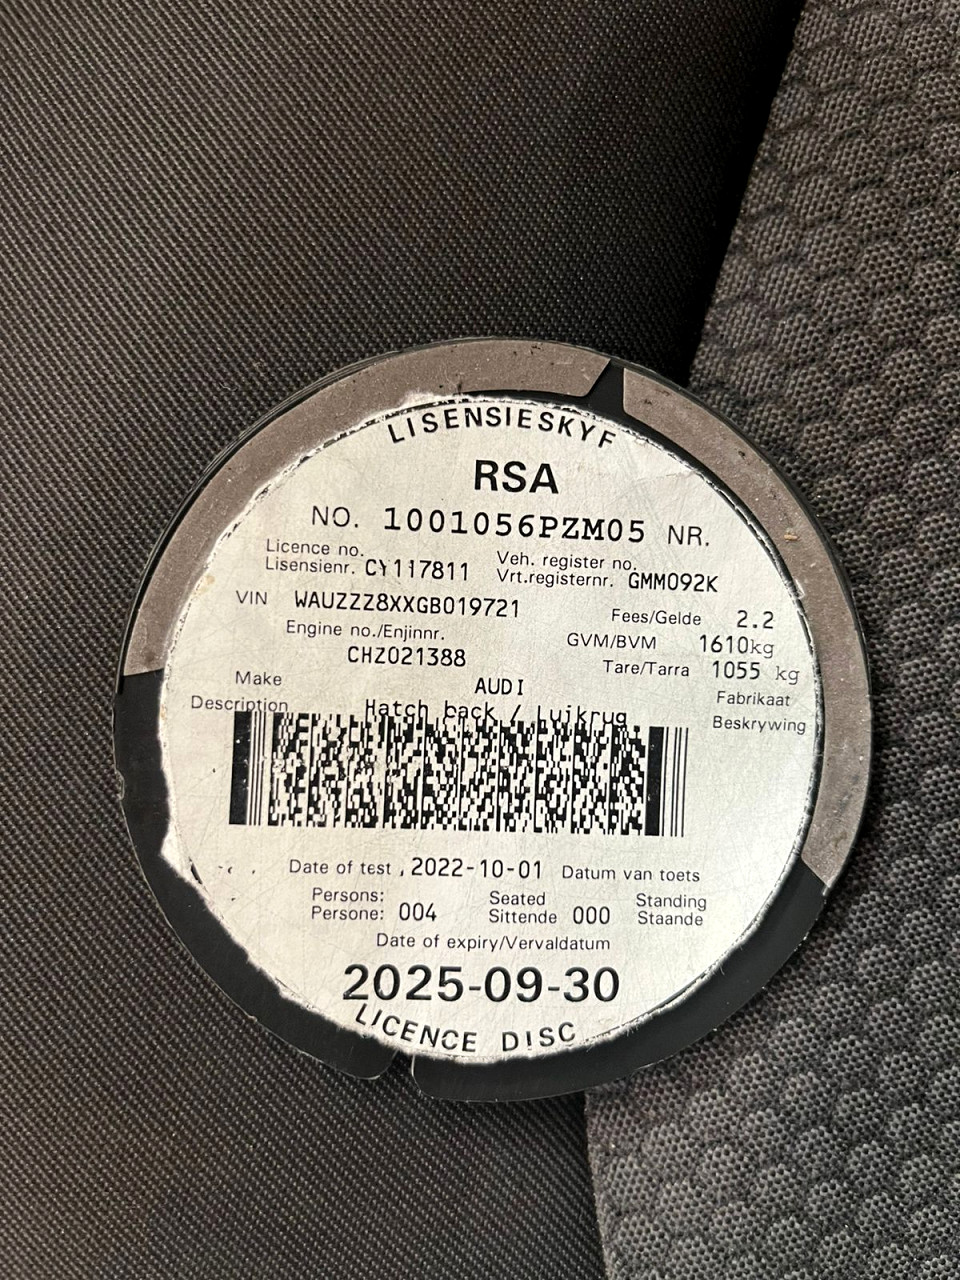 LISENSIESKYF
RSA
NO. 1001056PZM05 NR.
Licence no. Veh. register no.
Lisensienr. CY117811 Vrt.registernr. GMM092K
VIN WAUZZZ8XXGB019721 Fees/Gelde 2.2
Engine no./Enjinnr. GVM/BVM 1610kg
CHZ021388 Tare/Tarra 1055 kg
Make AUDI Fabrikaat
Description Hatch back / Luikrug Beskrywing
Date of test 2022-10-01 Datum van toets
Persons: Seated Standing
Persone: 004 Sittende 000 Staande
Date of expiry/Vervaldatum
2025-09-30
LICENCE DISC